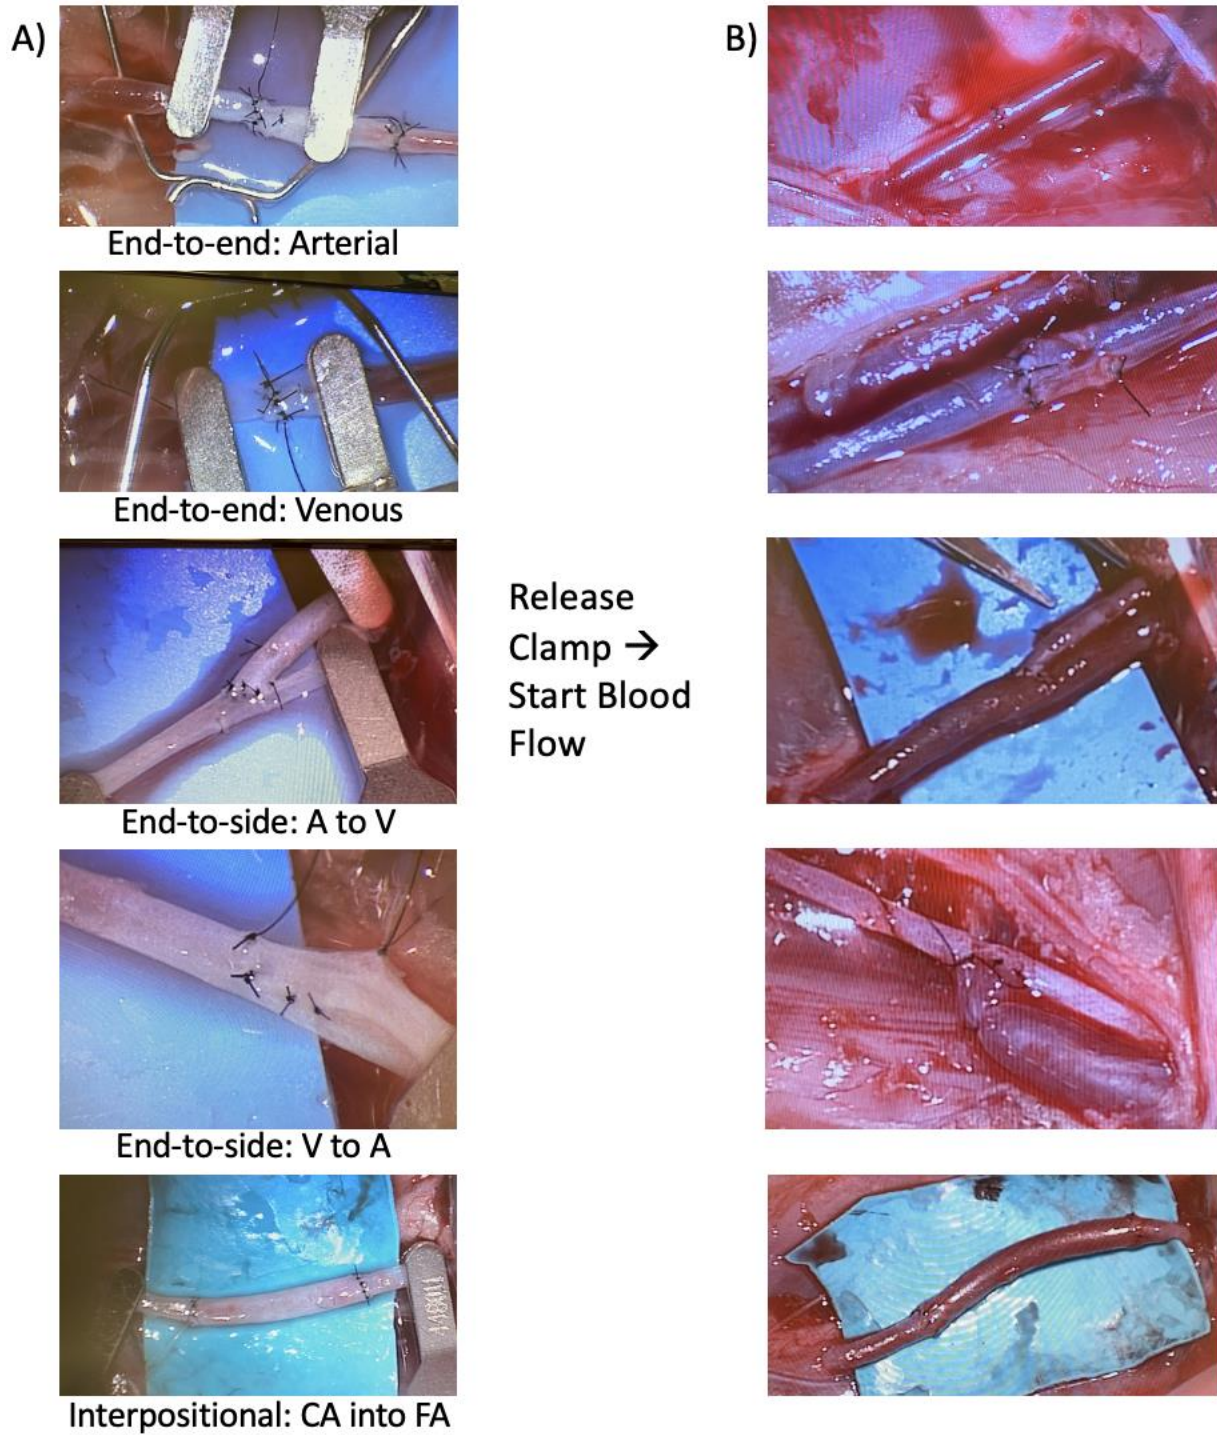 A)
B)
End-to-end: Arterial
End-to-end: Venous
Release
Clamp →
Start Blood
Flow
End-to-side: A to V
End-to-side: V to A
Interpositional: CA into FA